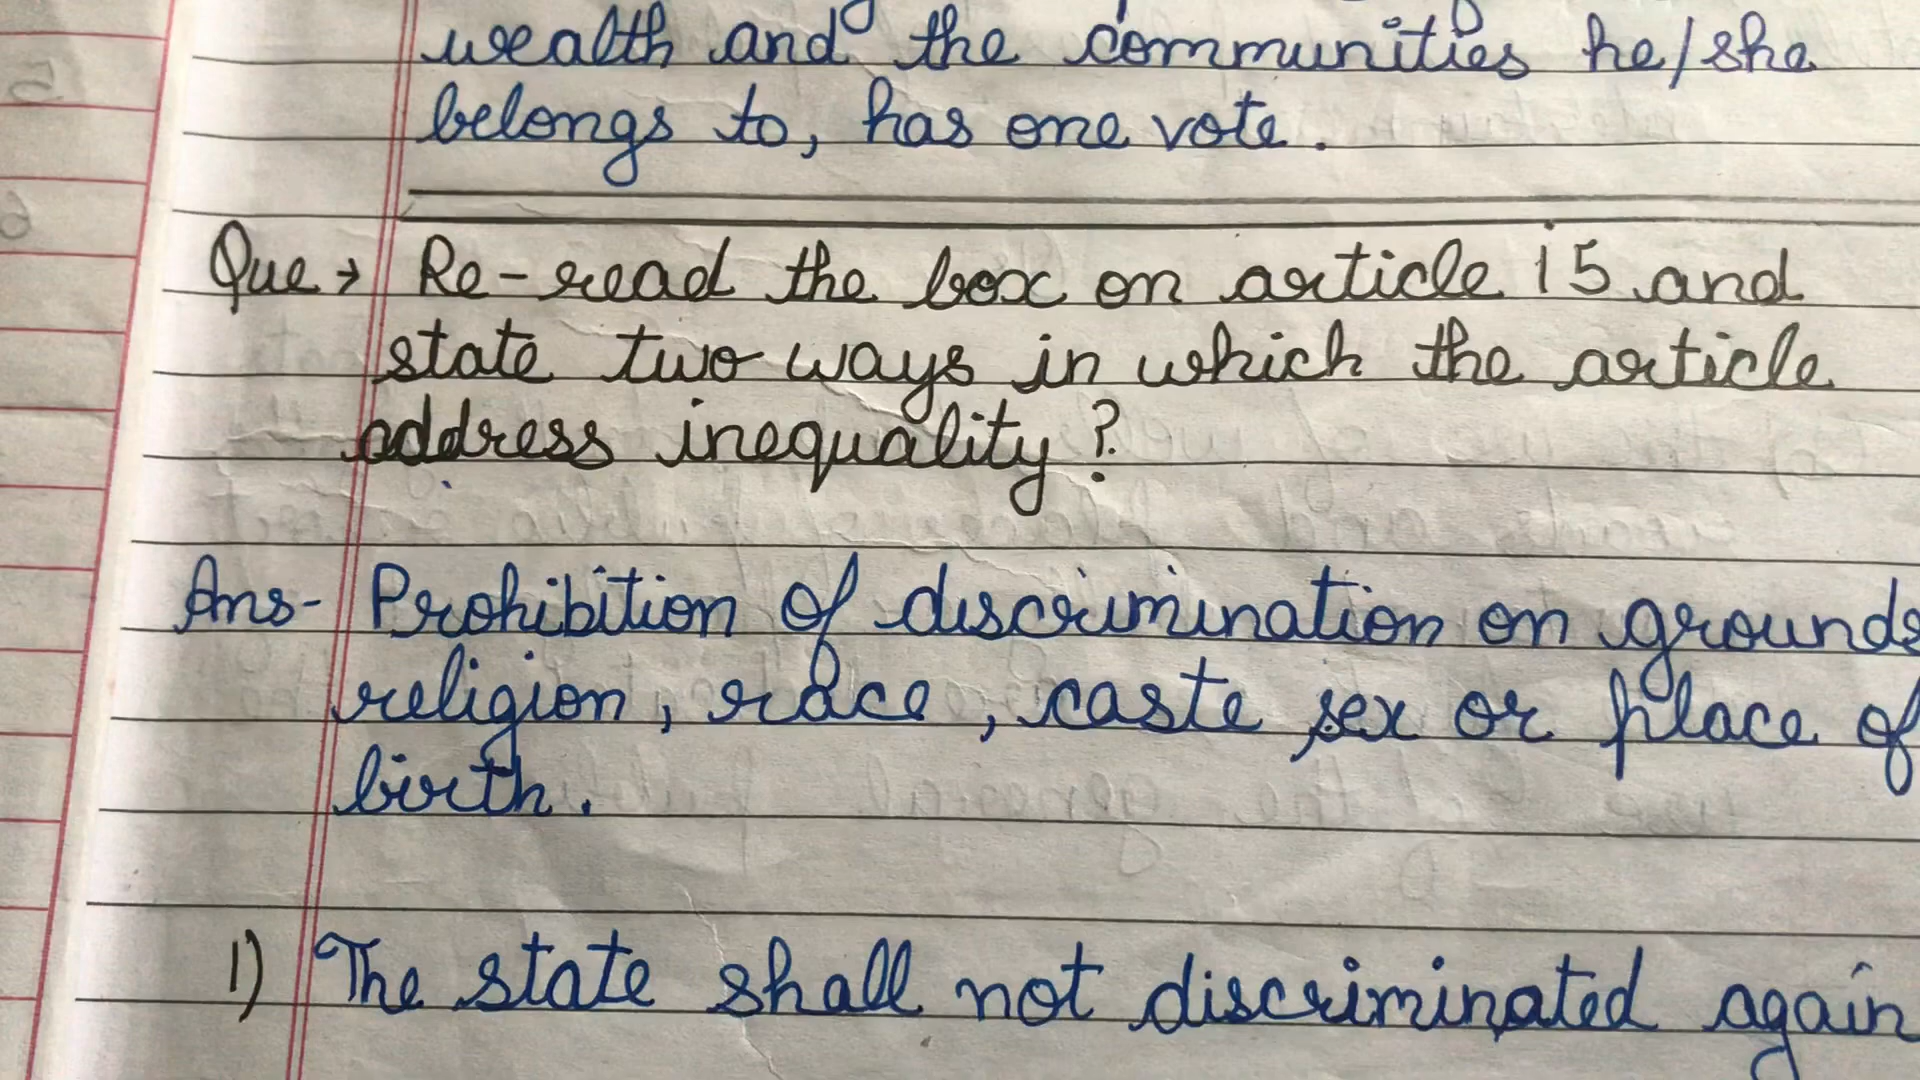 wealth and the communities he/she
belongs to, has one vote.
Que → Re-read the box on article 15 and
state two ways in which the article
address inequality?
Ans- Prohibition of discrimination on grounds
religion, race, caste sex or place of
birth.
1) The state shall not discriminated again